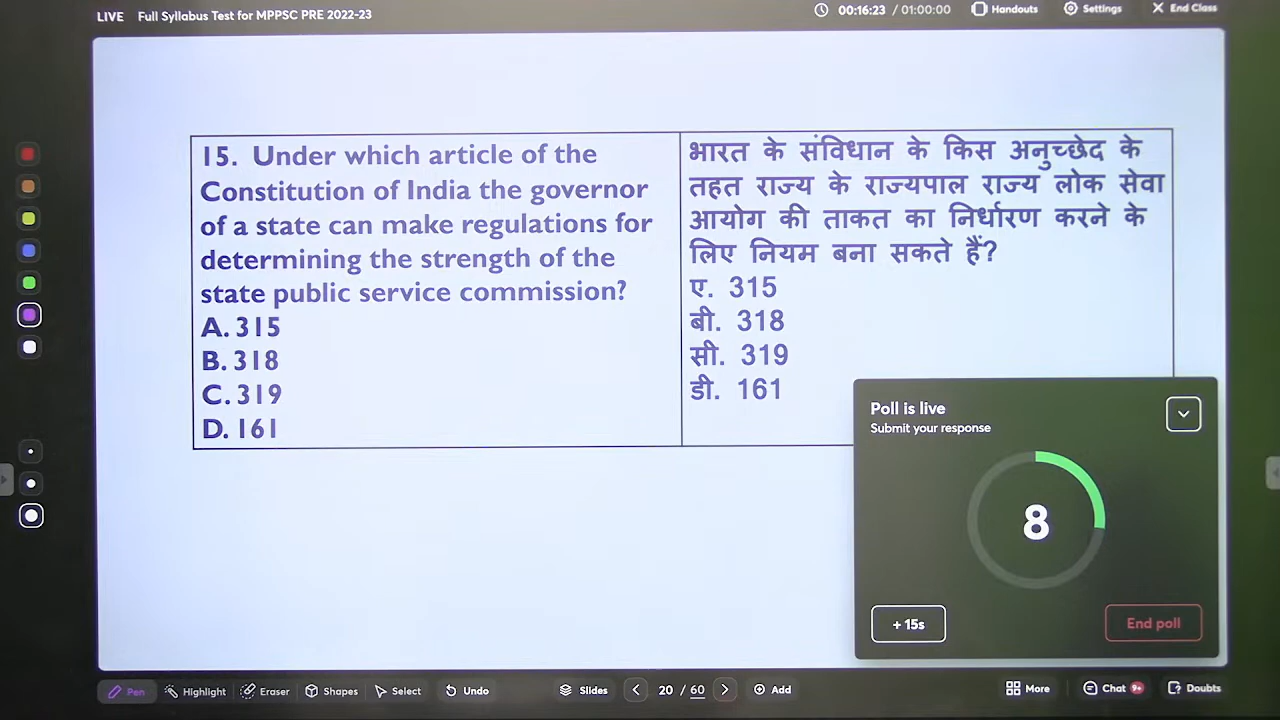 LIVE Full Syllabus Test for MPPSC PRE 2022-23
00:16:23 / 01:00:00 Handouts Settings End Class
15. Under which article of the
Constitution of India the governor
of a state can make regulations for
determining the strength of the
state public service commission?
A. 315
B. 318
C. 319
D. 161
भारत के संविधान के किस अनुच्छेद के
तहत राज्य के राज्यपाल राज्य लोक सेवा
आयोग की ताकत का निर्धारण करने के
लिए नियम बना सकते हैं?
ए. 315
बी. 318
सी. 319
डी. 161
Poll is live
Submit your response
8
+ 15s End poll
Pen Highlight Eraser Shapes Select Undo Slides 20 / 60 Add More Chat 9+ Doubts